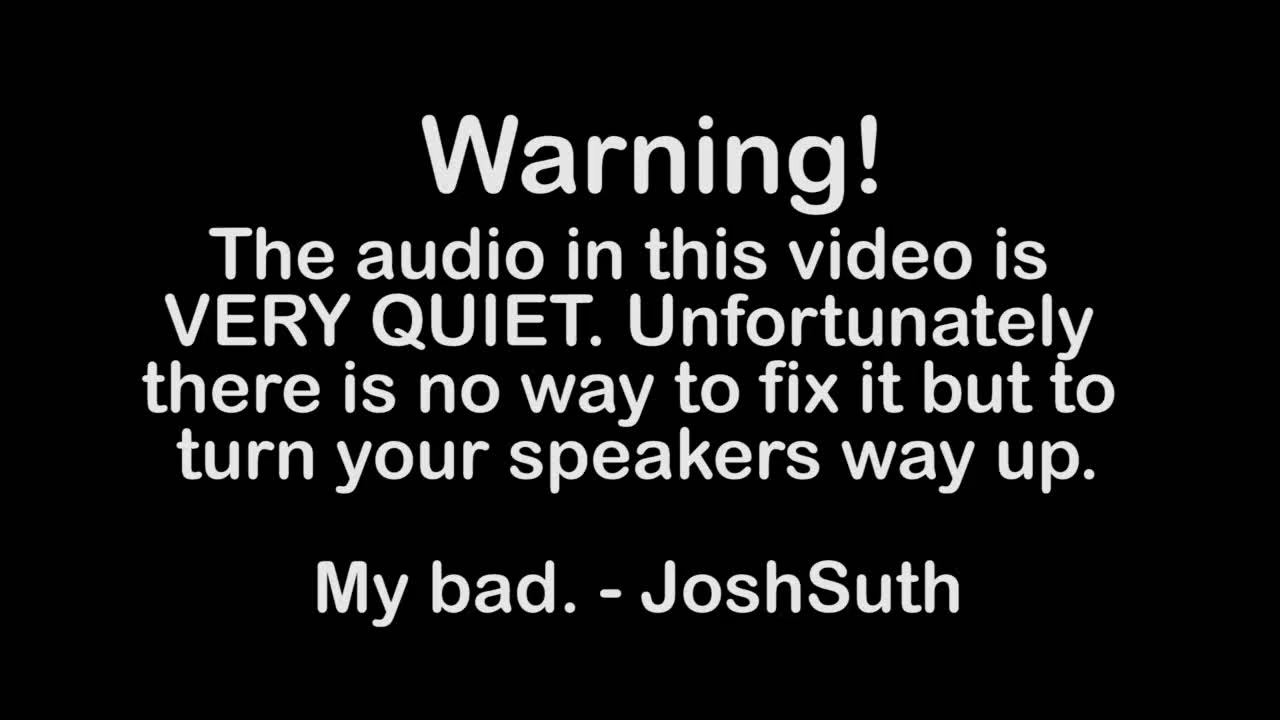 Warning!
The audio in this video is
VERY QUIET. Unfortunately
there is no way to fix it but to
turn your speakers way up.
My bad. - JoshSuth